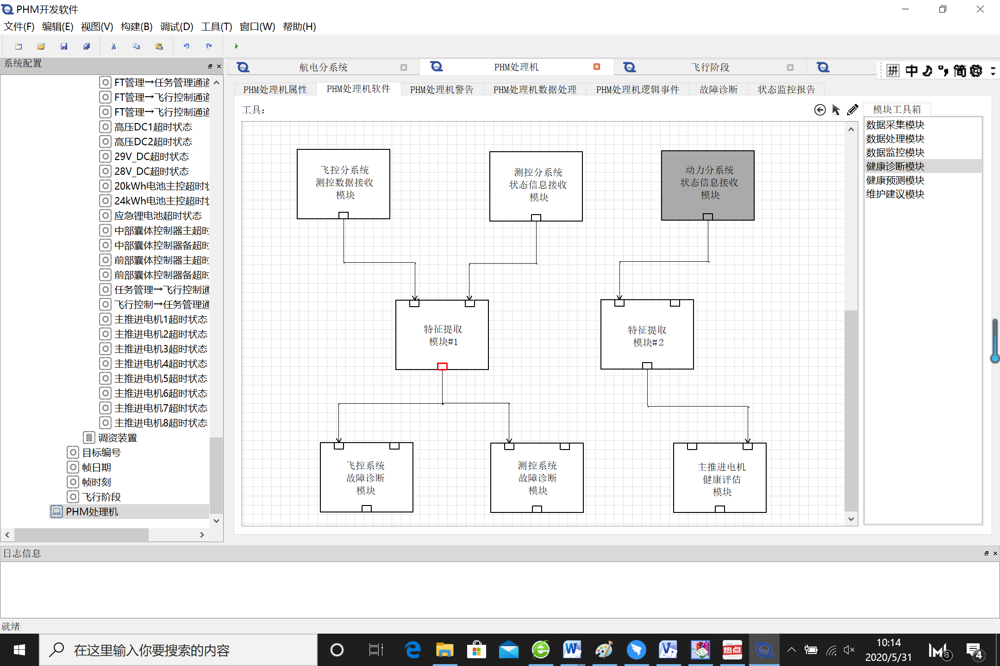 PHM开发软件
文件(F) 编辑(E) 视图(V) 构建(B) 调试(D) 工具(T) 窗口(W) 帮助(H)
系统配置
FT管理→任务管理通道
FT管理→飞行控制通道
FT管理→飞行控制通道
高压DC1超时状态
高压DC2超时状态
29V_DC超时状态
28V_DC超时状态
20kWh电池主控超时状
24kWh电池主控超时状
应急锂电池超时状态
中部囊体控制器主超时
中部囊体控制器备超时
前部囊体控制器主超时
前部囊体控制器备超时
任务管理→飞行控制通
飞行控制→任务管理通
主推进电机1超时状态
主推进电机2超时状态
主推进电机3超时状态
主推进电机4超时状态
主推进电机5超时状态
主推进电机6超时状态
主推进电机7超时状态
主推进电机8超时状态
调资装置
目标编号
帧日期
帧时刻
飞行阶段
PHM处理机
航电分系统 PHM处理机 飞行阶段
拼 中 简
PHM处理机属性 PHM处理机软件 PHM处理机警告 PHM处理机数据处理 PHM处理机逻辑事件 故障诊断 状态监控报告
工具：
飞控分系统
测控数据接收
模块
测控分系统
状态信息接收
模块
动力分系统
状态信息接收
模块
特征提取
模块#1
特征提取
模块#2
飞控系统
故障诊断
模块
测控系统
故障诊断
模块
主推进电机
健康评估
模块
模块工具箱
数据采集模块
数据处理模块
数据监控模块
健康诊断模块
健康预测模块
维护建议模块
日志信息
就绪
在这里输入你要搜索的内容
热点
10:14
2020/5/31
3
4